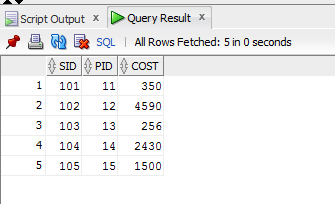 Script Output x Query Result x
SQL | All Rows Fetched: 5 in 0 seconds
SID PID COST
1 101 11 350
2 102 12 4590
3 103 13 256
4 104 14 2430
5 105 15 1500